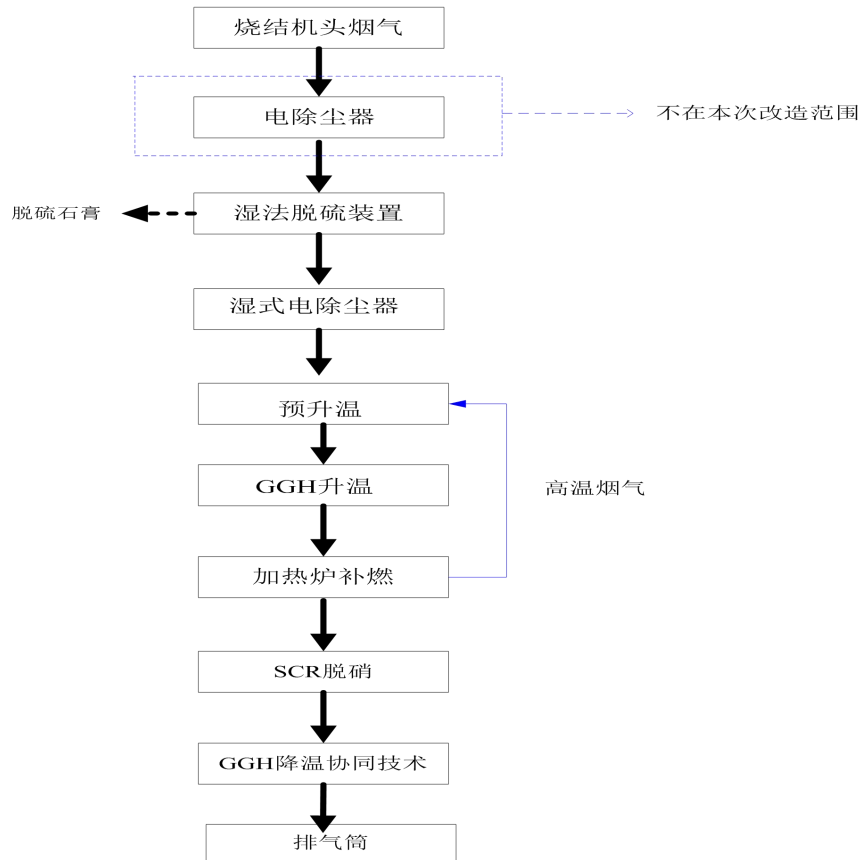 烧结机头烟气
电除尘器
不在本次改造范围
脱硫石膏
湿法脱硫装置
湿式电除尘器
预升温
GGH升温
高温烟气
加热炉补燃
SCR脱硝
GGH降温协同技术
排气筒